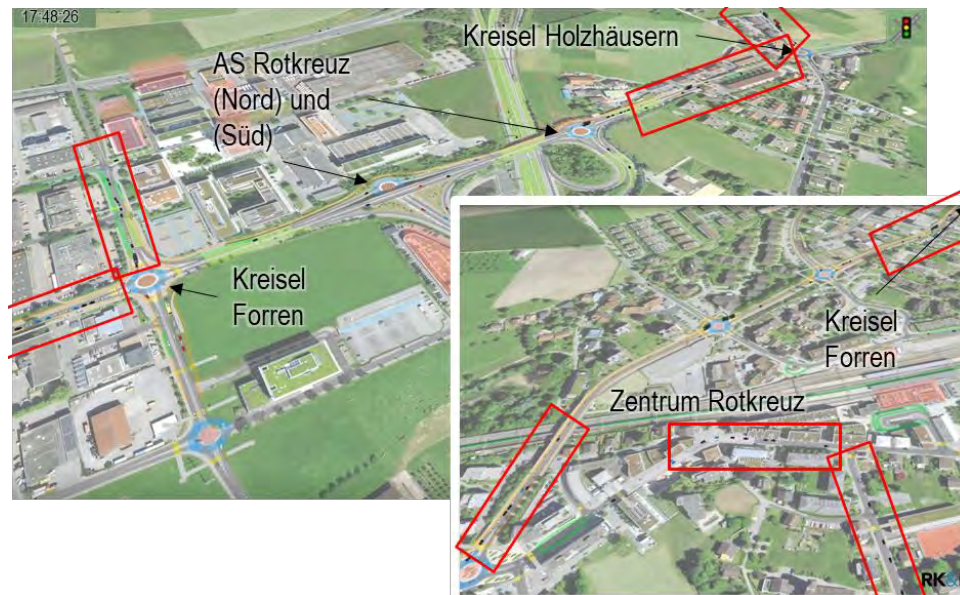 17:48:26
Kreisel Holzhäusern
AS Rotkreuz
(Nord) und
(Süd)
Kreisel
Forren
Kreisel
Forren
Zentrum Rotkreuz
RK&